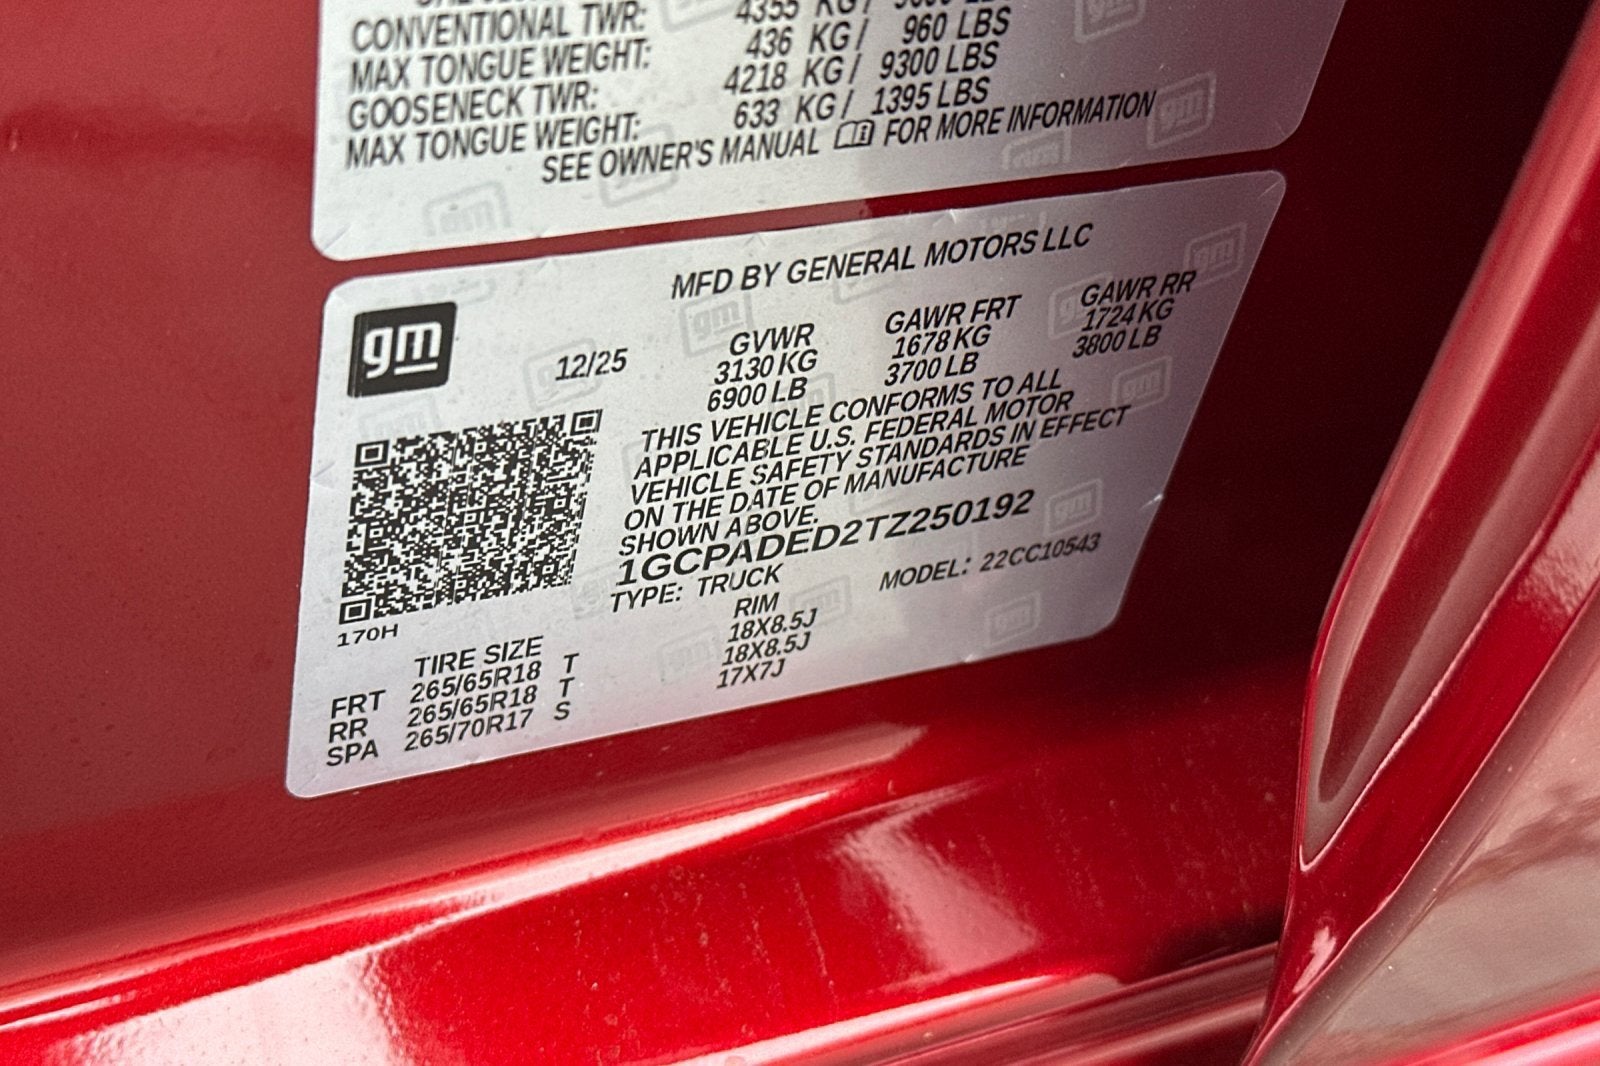 CONVENTIONAL TWR: 4355 KG/
MAX TONGUE WEIGHT: 436 KG/ 960 LBS
GOOSENECK TWR: 4218 KG/ 9300 LBS
MAX TONGUE WEIGHT: 633 KG/ 1395 LBS
SEE OWNER'S MANUAL FOR MORE INFORMATION
MFD BY GENERAL MOTORS LLC
gm
12/25
GVWR GAWR FRT GAWR RR
3130 KG 1678 KG 1724 KG
6900 LB 3700 LB 3800 LB
THIS VEHICLE CONFORMS TO ALL
APPLICABLE U.S. FEDERAL MOTOR
VEHICLE SAFETY STANDARDS IN EFFECT
ON THE DATE OF MANUFACTURE
SHOWN ABOVE.
1GCPADED2TZ250192
TYPE: TRUCK MODEL: 22CC10543
170H
TIRE SIZE RIM
FRT 265/65R18 T 18X8.5J
RR 265/65R18 T 18X8.5J
SPA 265/70R17 S 17X7J